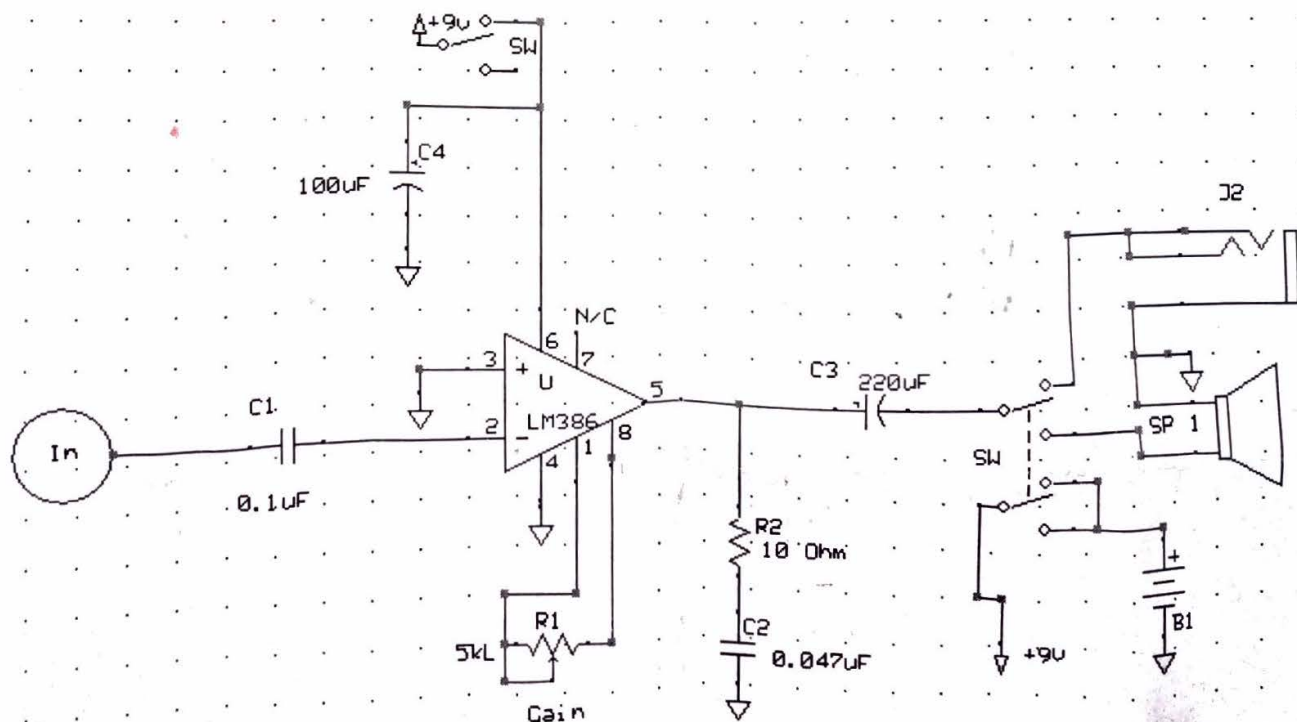 +9v
SW
C4
100uF
J2
N/C
6
7
3
+
U
5
C3
220uF
C1
LM386
8
2
-
1
4
In
SP 1
SW
0.1uF
R2
10 Ohm
+
R1
5kL
C2
B1
0.047uF
+9v
Gain